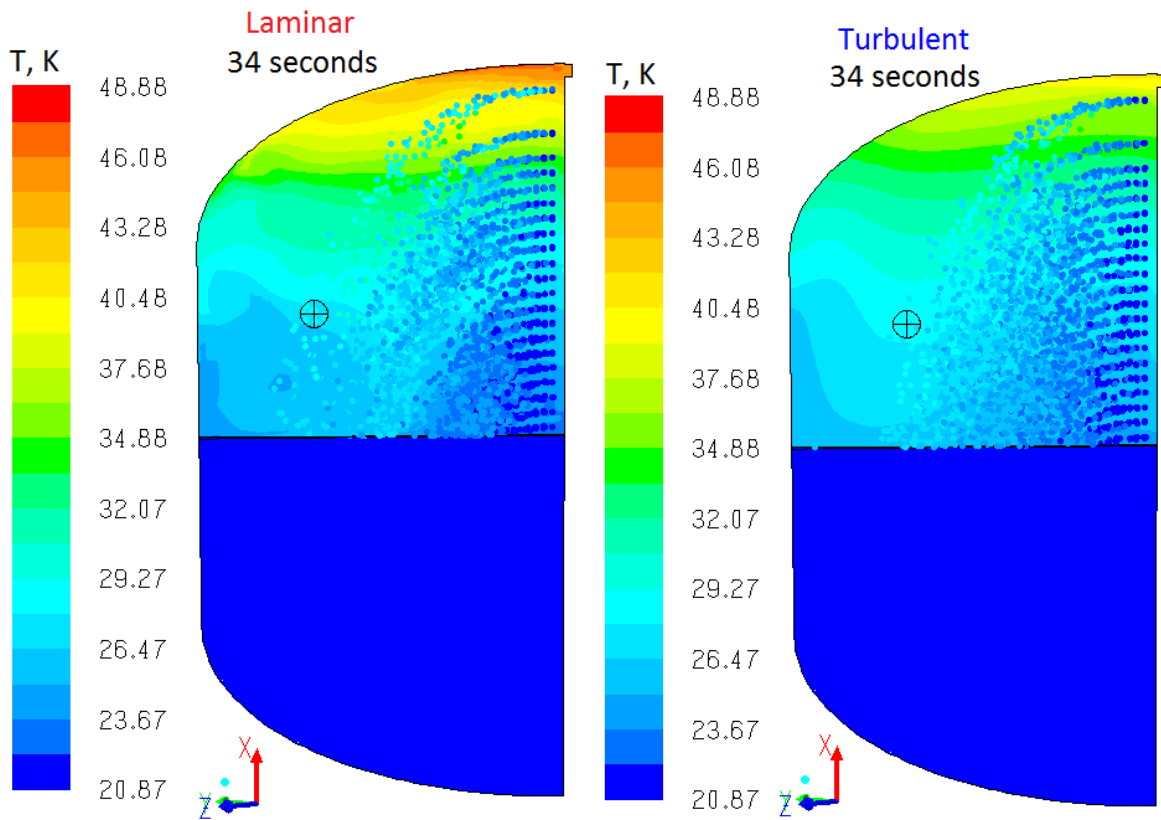 Laminar
34 seconds
T, K
48.88
46.08
43.28
40.48
37.68
34.88
32.07
29.27
26.47
23.67
20.87
X
Y
Z
Turbulent
34 seconds
T, K
48.88
46.08
43.28
40.48
37.68
34.88
32.07
29.27
26.47
23.67
20.87
X
Y
Z